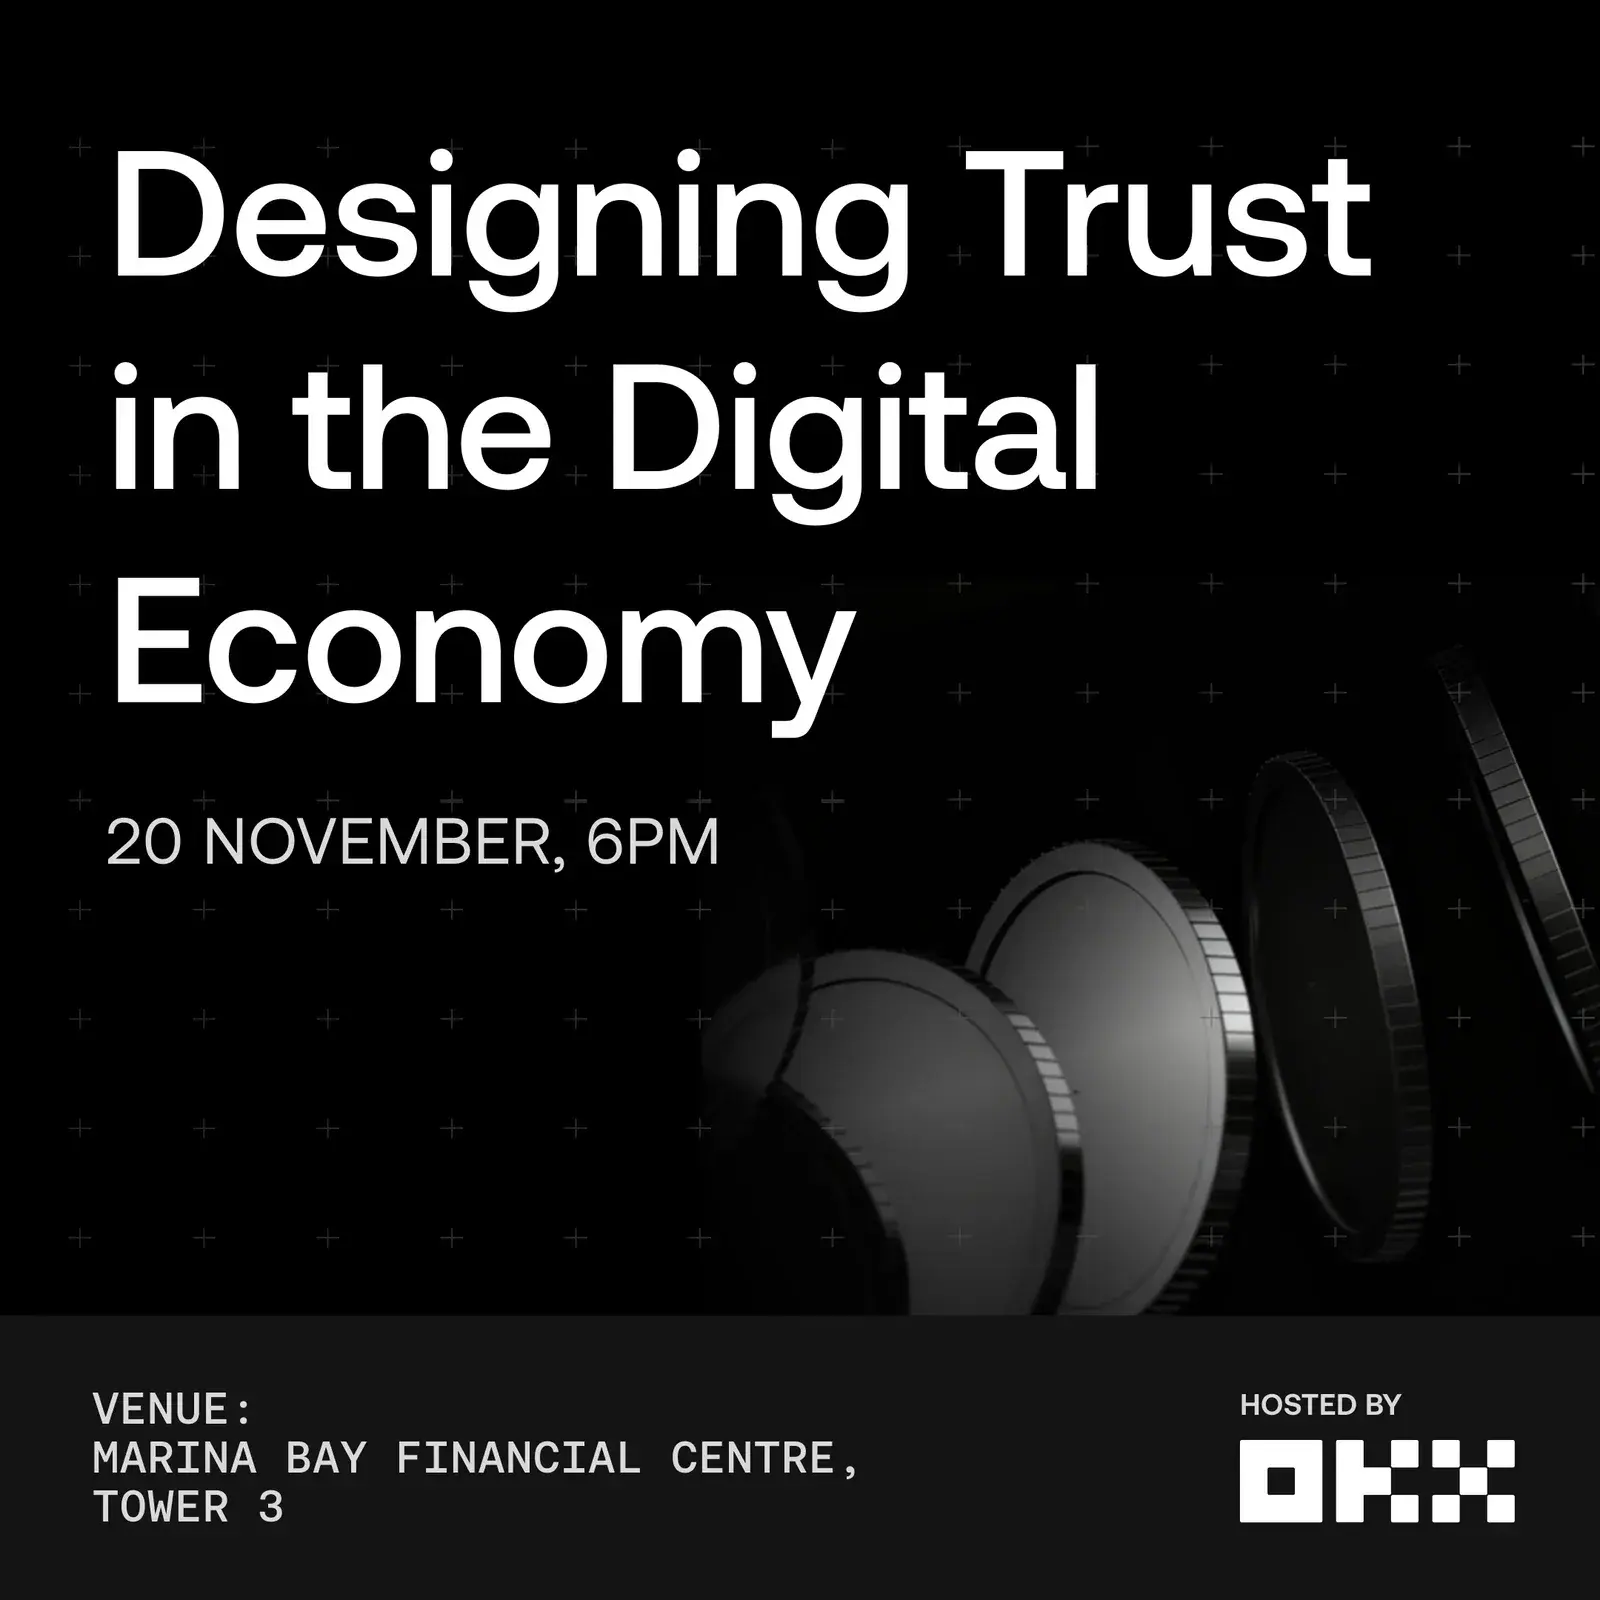 Designing Trust
in the Digital
Economy
20 NOVEMBER, 6PM
VENUE:
MARINA BAY FINANCIAL CENTRE,
TOWER 3
HOSTED BY
OKX